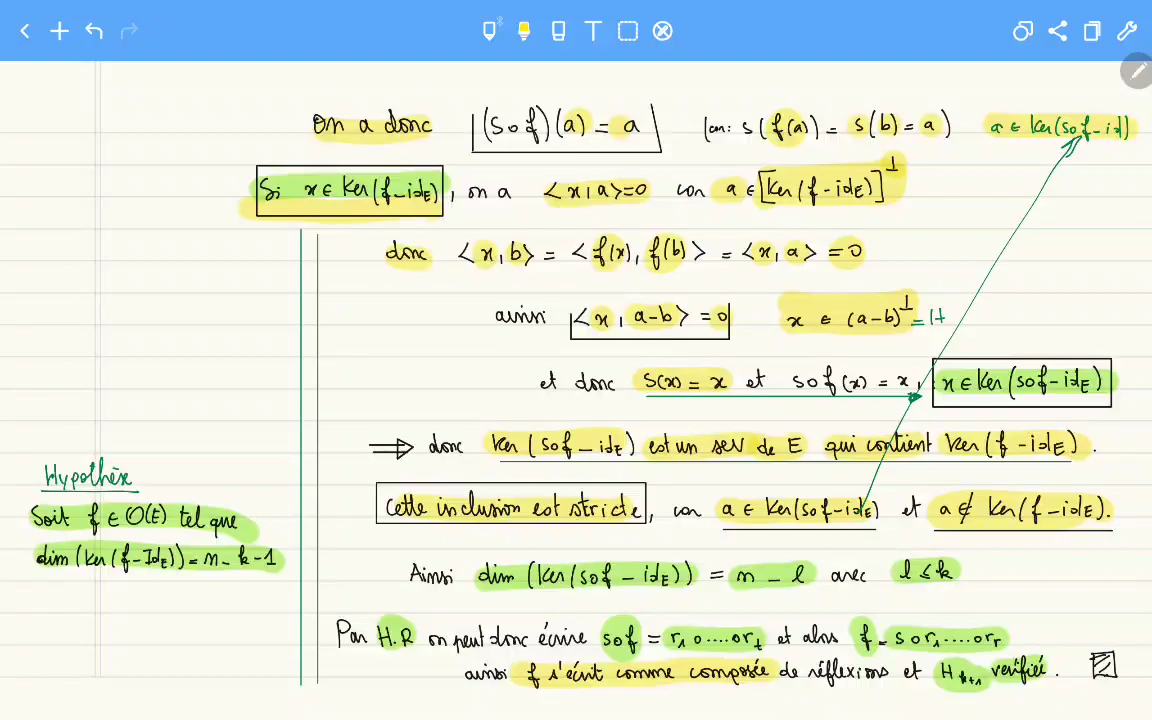 On a donc (s∘f)(a) = a (car: s(f(a)) = s(b) = a) a ∈ Ker(s∘f-id)
Si x ∈ Ker(f-id_E), on a <x, a>=0 car a ∈ [Ker(f-id_E)]^⊥
donc <x, b> = <f(x), f(b)> = <x, a> = 0
ainsi <x, a-b> = 0 x ∈ (a-b)^⊥ = H
et donc s(x) = x et s∘f(x) = x, x ∈ Ker(s∘f-id_E)
⟹ donc Ker(s∘f-id_E) est un sev de E qui contient Ker(f-id_E).
Cette inclusion est stricte, car a ∈ Ker(s∘f-id_E) et a ∉ Ker(f-id_E).
Hypothèse
Soit f ∈ O(E) tel que
dim(Ker(f-Id_E)) = n-k-1
Ainsi dim(Ker(s∘f-id_E)) = n-l avec l ≤ k
Par H.R on peut donc écrire s∘f = r₁∘....∘r_t et alors f = s∘r₁....∘r_r
ainsi f s'écrit comme composée de réflexions et H_{k+1} vérifiée.